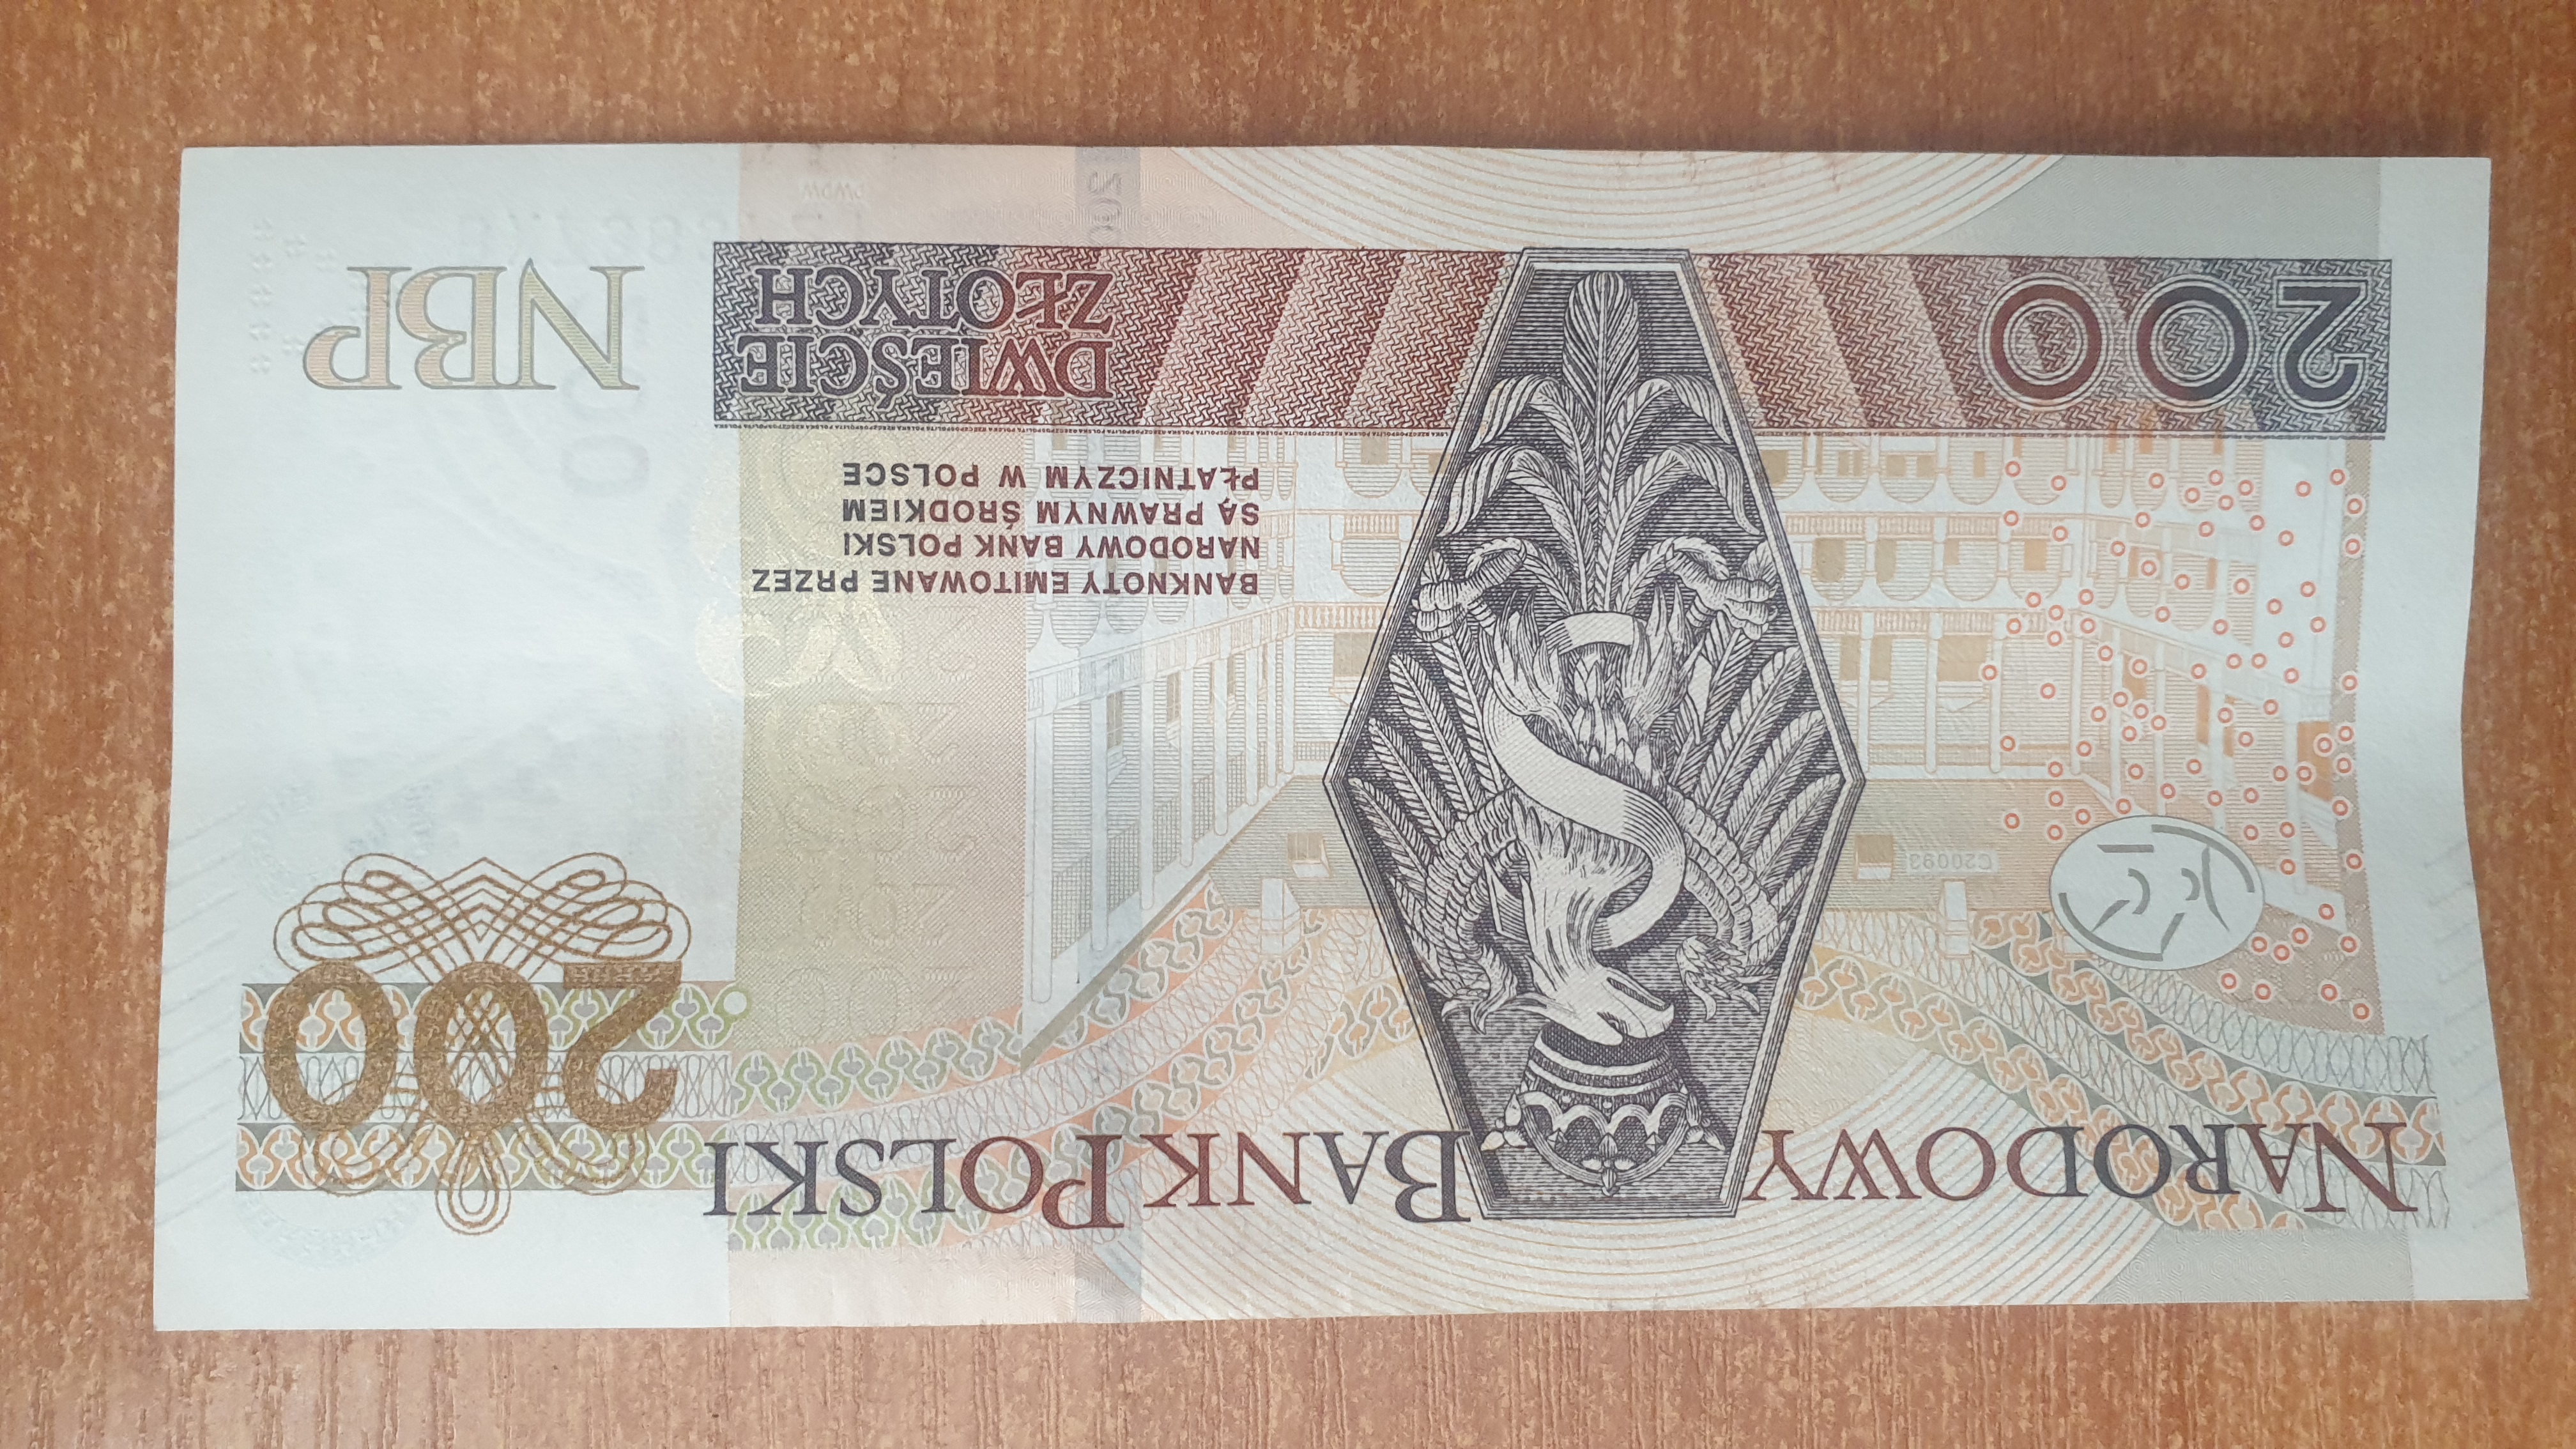 NARODOWY BANK POLSKI
200
C20093
BANKNOTY EMITOWANE PRZEZ
NARODOWY BANK POLSKI
SĄ PRAWNYM ŚRODKIEM
PŁATNICZYM W POLSCE
200
DWIEŚCIE
ZŁOTYCH
NBP